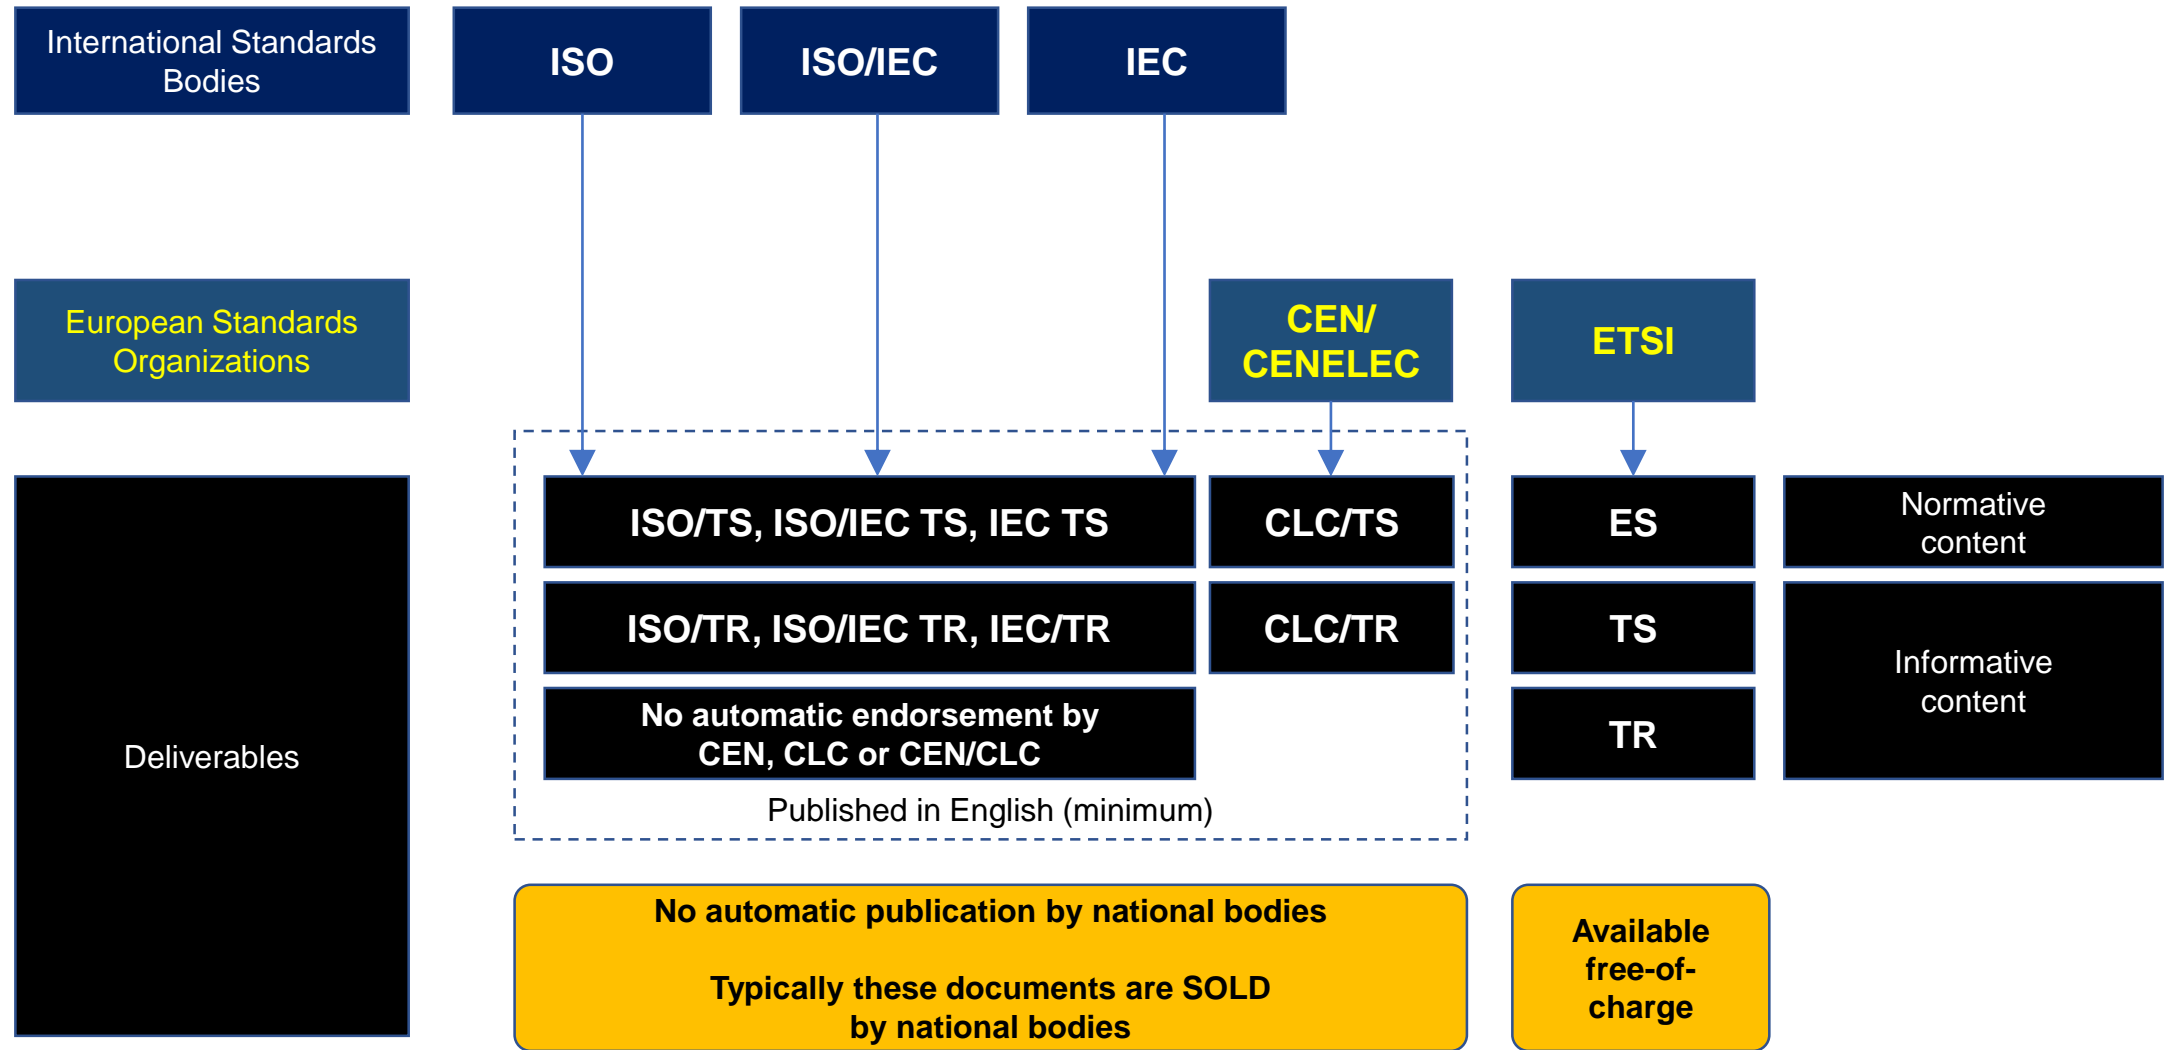 International Standards
Bodies
ISO
ISO/IEC
IEC
European Standards
Organizations
CEN/
CENELEC
ETSI
Deliverables
ISO/TS, ISO/IEC TS, IEC TS
CLC/TS
ES
Normative
content
ISO/TR, ISO/IEC TR, IEC/TR
CLC/TR
TS
Informative
content
No automatic endorsement by
CEN, CLC or CEN/CLC
TR
Published in English (minimum)
No automatic publication by national bodies
Typically these documents are SOLD
by national bodies
Available
free-of-
charge